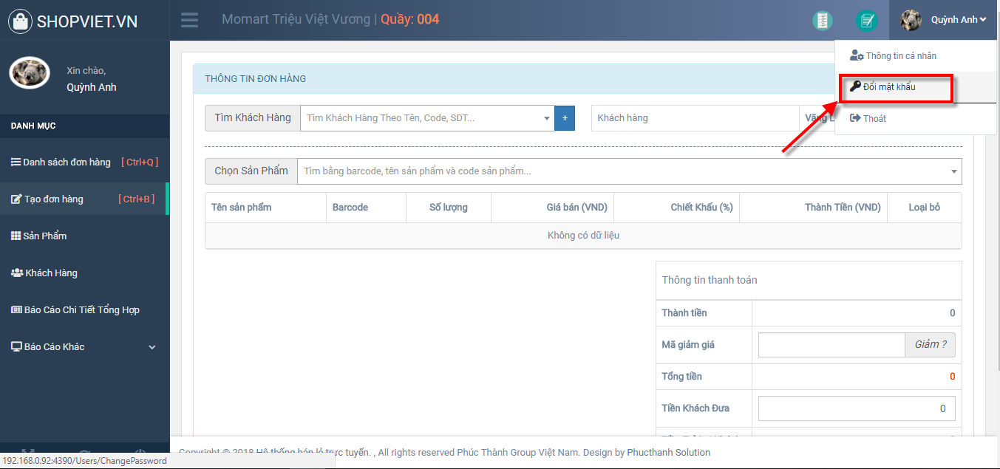 SHOPVIET.VN
Momart Triệu Việt Vương | Quầy: 004
Quỳnh Anh
Xin chào,
Quỳnh Anh
Thông tin cá nhân
Đổi mật khẩu
Thoát
DANH MỤC
Danh sách đơn hàng [ Ctrl+Q ]
Tạo đơn hàng [ Ctrl+B ]
Sản Phẩm
Khách Hàng
Báo Cáo Chi Tiết Tổng Hợp
Báo Cáo Khác
THÔNG TIN ĐƠN HÀNG
Tìm Khách Hàng Tìm Khách Hàng Theo Tên, Code, SDT... + Khách hàng Vãng L
Chọn Sản Phẩm Tìm bằng barcode, tên sản phẩm và code sản phẩm...
Tên sản phẩm Barcode Số lượng Giá bán (VND) Chiết Khấu (%) Thành Tiền (VND) Loại bỏ
Không có dữ liệu
Thông tin thanh toán
Thành tiền 0
Mã giảm giá Giảm ?
Tổng tiền 0
Tiền Khách Đưa 0
Copyright © 2018 Hệ thống bán lẻ trực tuyến. , All rights reserved Phúc Thành Group Việt Nam. Design by Phucthanh Solution
192.168.0.92:4390/Users/ChangePassword